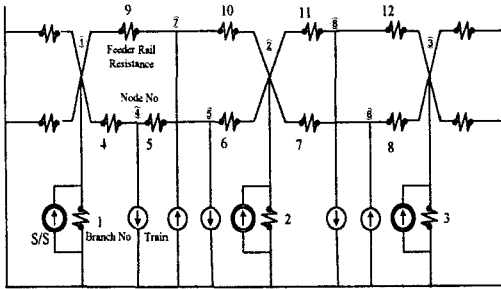 9 7̃ 10 11 8̃ 12
1̃ 2̃ 3̃
Feeder Rail
Resistance
Node No
4̃ 5̃ 6̃
4 5 6 7 8
S/S 1 2 3
Branch No Train